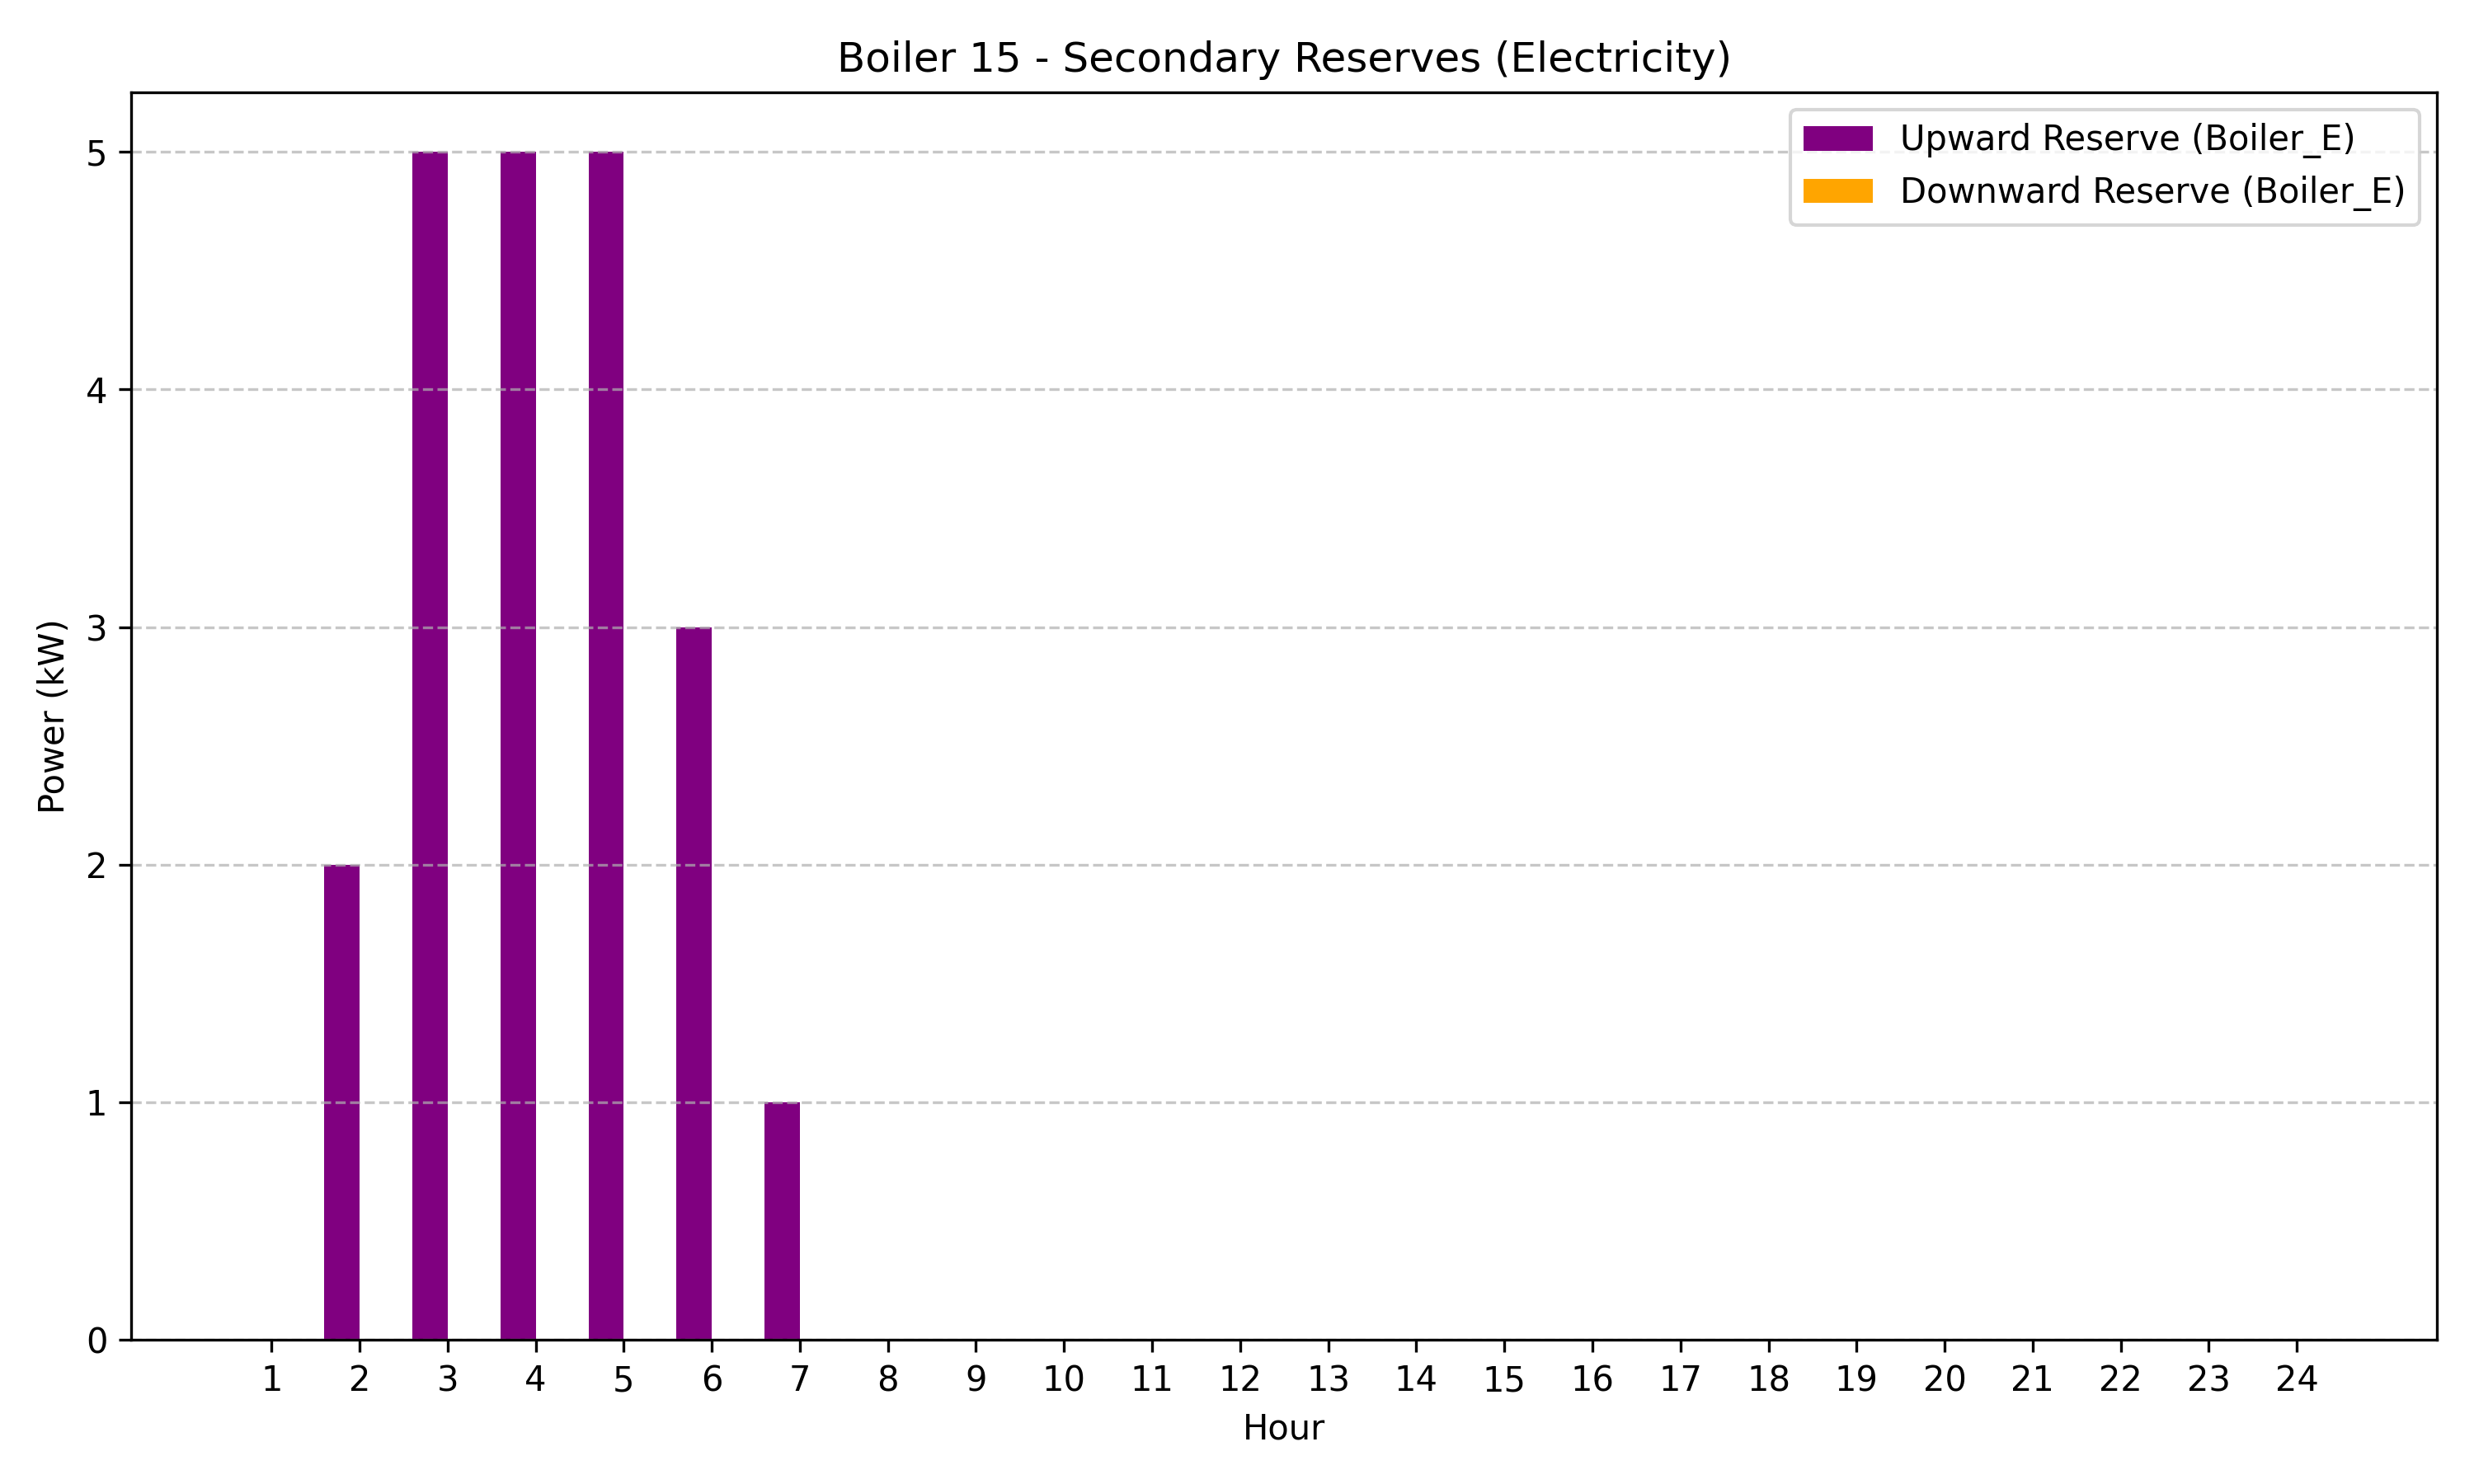 Boiler 15 - Secondary Reserves (Electricity)
Upward Reserve (Boiler_E)
Downward Reserve (Boiler_E)
Power (kW)
5
4
3
2
1
0
1 2 3 4 5 6 7 8 9 10 11 12 13 14 15 16 17 18 19 20 21 22 23 24
Hour